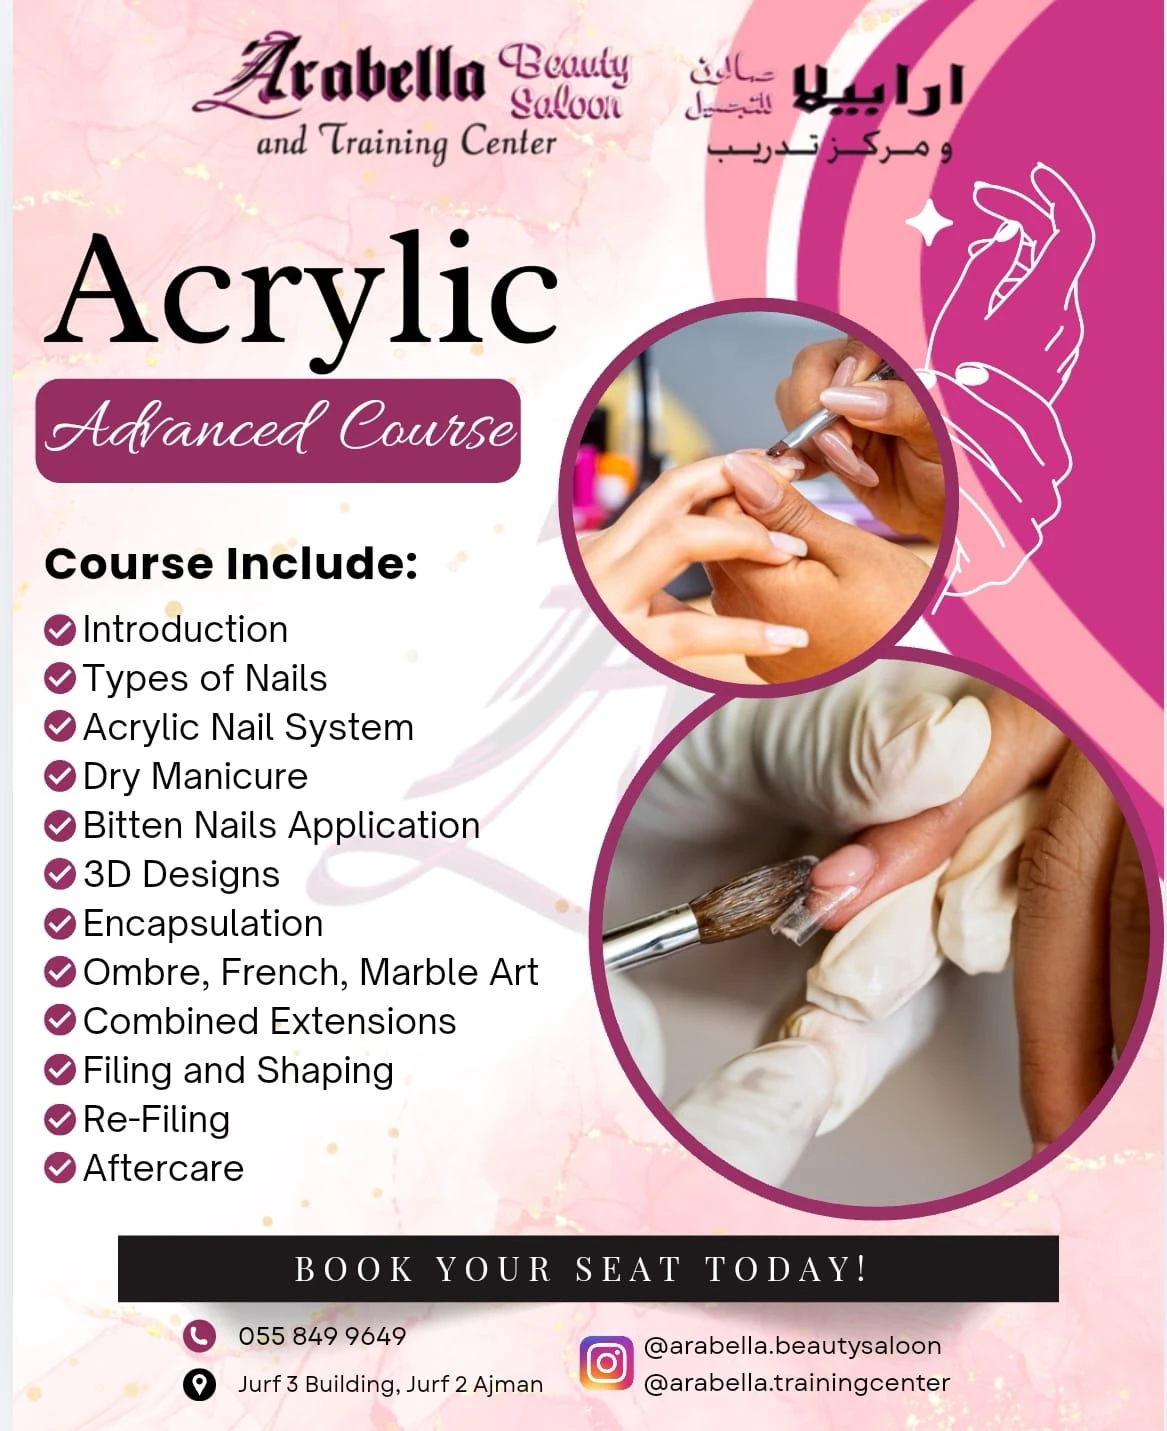 Arabella Beauty Saloon
and Training Center
ارابيلا صالون للتجميل
و مركز تدريب
Acrylic
Advanced Course
Course Include:
Introduction
Types of Nails
Acrylic Nail System
Dry Manicure
Bitten Nails Application
3D Designs
Encapsulation
Ombre, French, Marble Art
Combined Extensions
Filing and Shaping
Re-Filing
Aftercare
BOOK YOUR SEAT TODAY!
055 849 9649
Jurf 3 Building, Jurf 2 Ajman
@arabella.beautysaloon
@arabella.trainingcenter